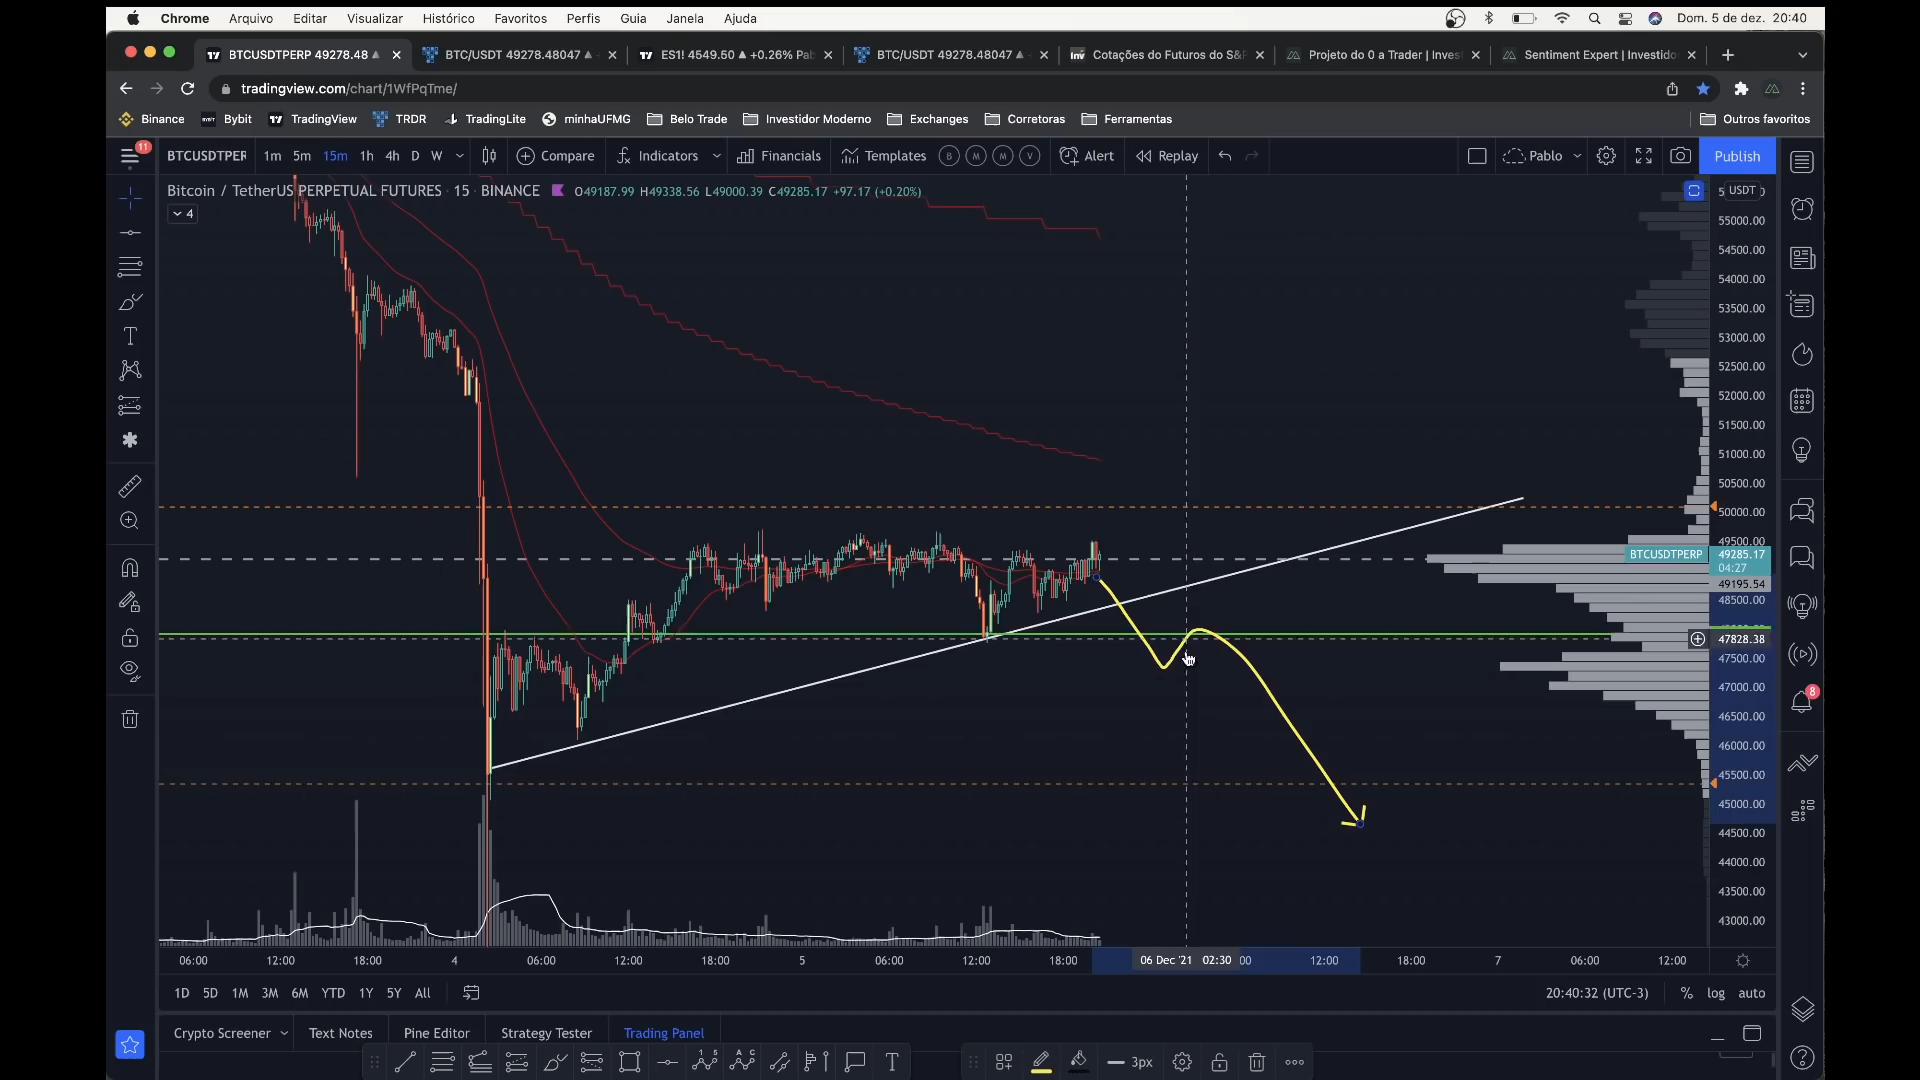 Chrome Arquivo Editar Visualizar Histórico Favoritos Perfis Guia Janela Ajuda Dom. 5 de dez. 20:40
BTCUSDTPERP 49278.48 BTC/USDT 49278.48047 ES1! 4549.50 ▲ +0.26% Pab BTC/USDT 49278.48047 Cotações do Futuros do S& Projeto do 0 a Trader | Inves Sentiment Expert | Investido
tradingview.com/chart/1WfPqTme/
Binance Bybit TradingView TRDR TradingLite minhaUFMG Belo Trade Investidor Moderno Exchanges Corretoras Ferramentas Outros favoritos
11 BTCUSDTPER 1m 5m 15m 1h 4h D W Compare Indicators Financials Templates B M M V Alert Replay Pablo Publish
Bitcoin / TetherUS PERPETUAL FUTURES · 15 · BINANCE O49187.99 H49338.56 L49000.39 C49285.17 +97.17 (+0.20%) USDT
4
55000.00
54500.00
54000.00
53500.00
53000.00
52500.00
52000.00
51500.00
51000.00
50500.00
50000.00
49500.00
BTCUSDTPERP 49285.17
04:27
49195.54
48500.00
47828.38
47500.00
47000.00
46500.00
46000.00
45500.00
45000.00
44500.00
44000.00
43500.00
43000.00
8
06:00 12:00 18:00 4 06:00 12:00 18:00 5 06:00 12:00 18:00 06 Dec '21 02:30 :00 12:00 18:00 7 06:00 12:00
1D 5D 1M 3M 6M YTD 1Y 5Y All 20:40:32 (UTC-3) % log auto
Crypto Screener Text Notes Pine Editor Strategy Tester Trading Panel
3px